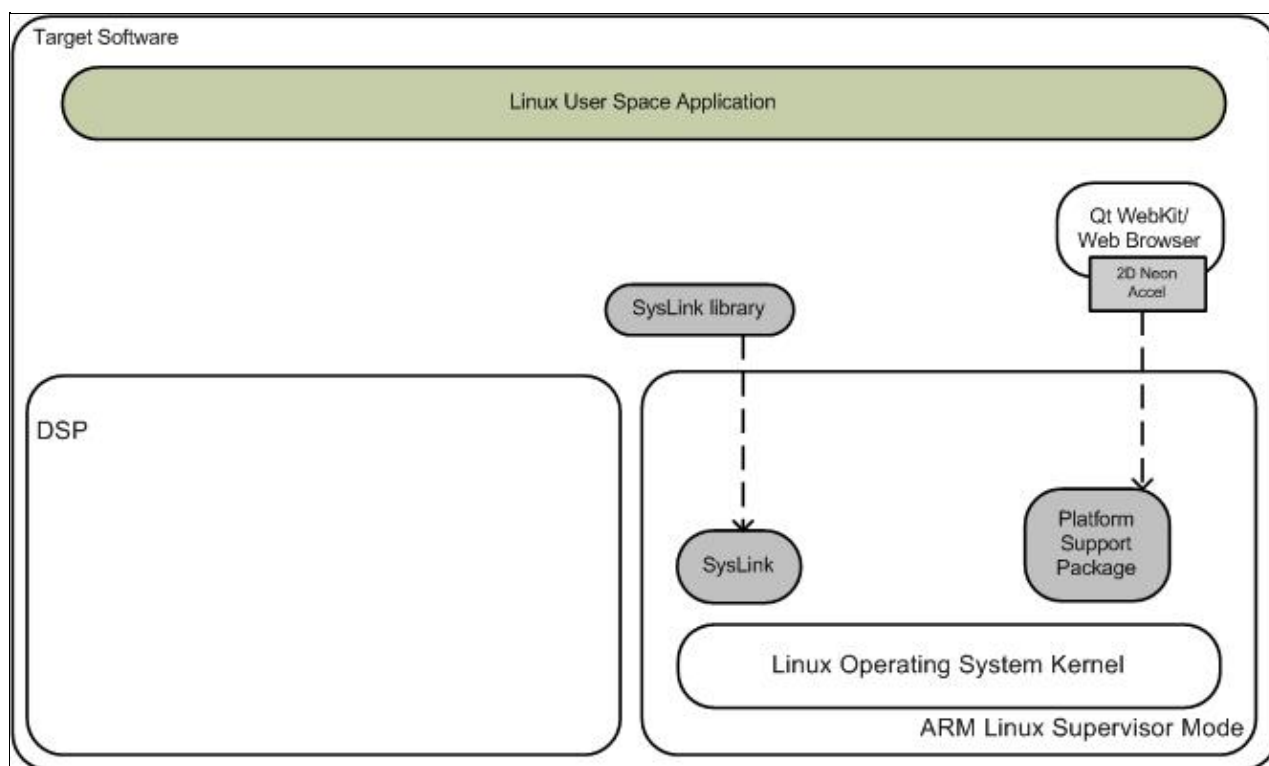 Target Software
Linux User Space Application
Qt WebKit/
Web Browser
2D Neon
Accel
SysLink library
DSP
Platform
Support
Package
SysLink
Linux Operating System Kernel
ARM Linux Supervisor Mode